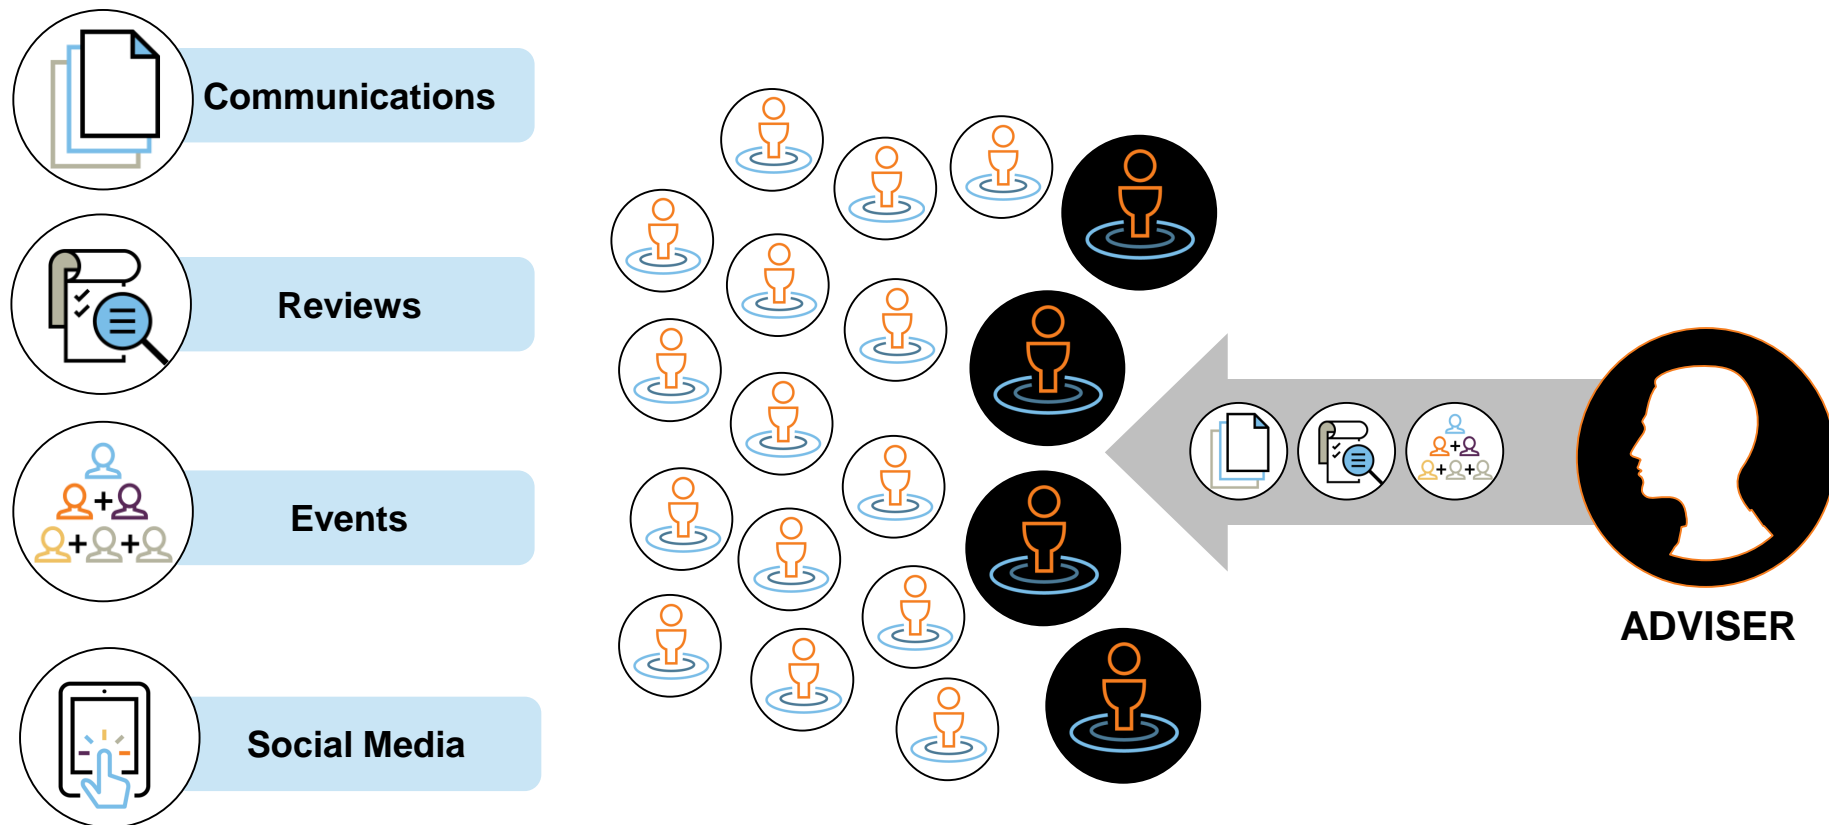 Communications
Reviews
Events
Social Media
ADVISER